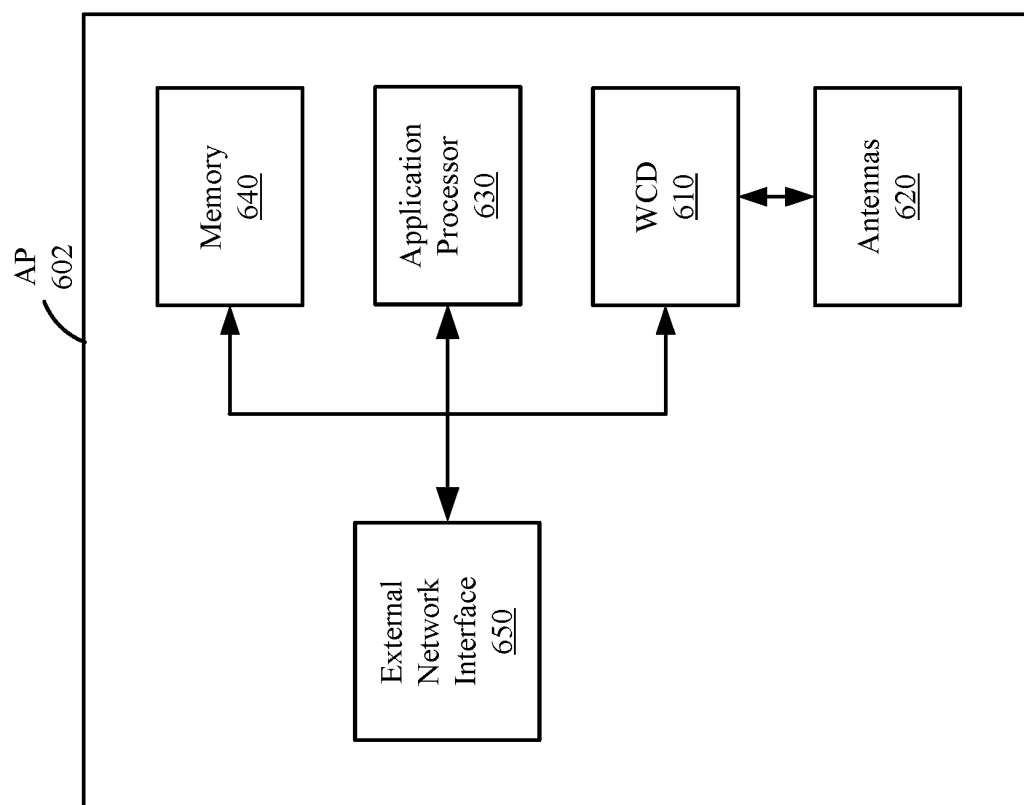 AP
602
Memory
640
Application
Processor
630
WCD
610
Antennas
620
External
Network
Interface
650